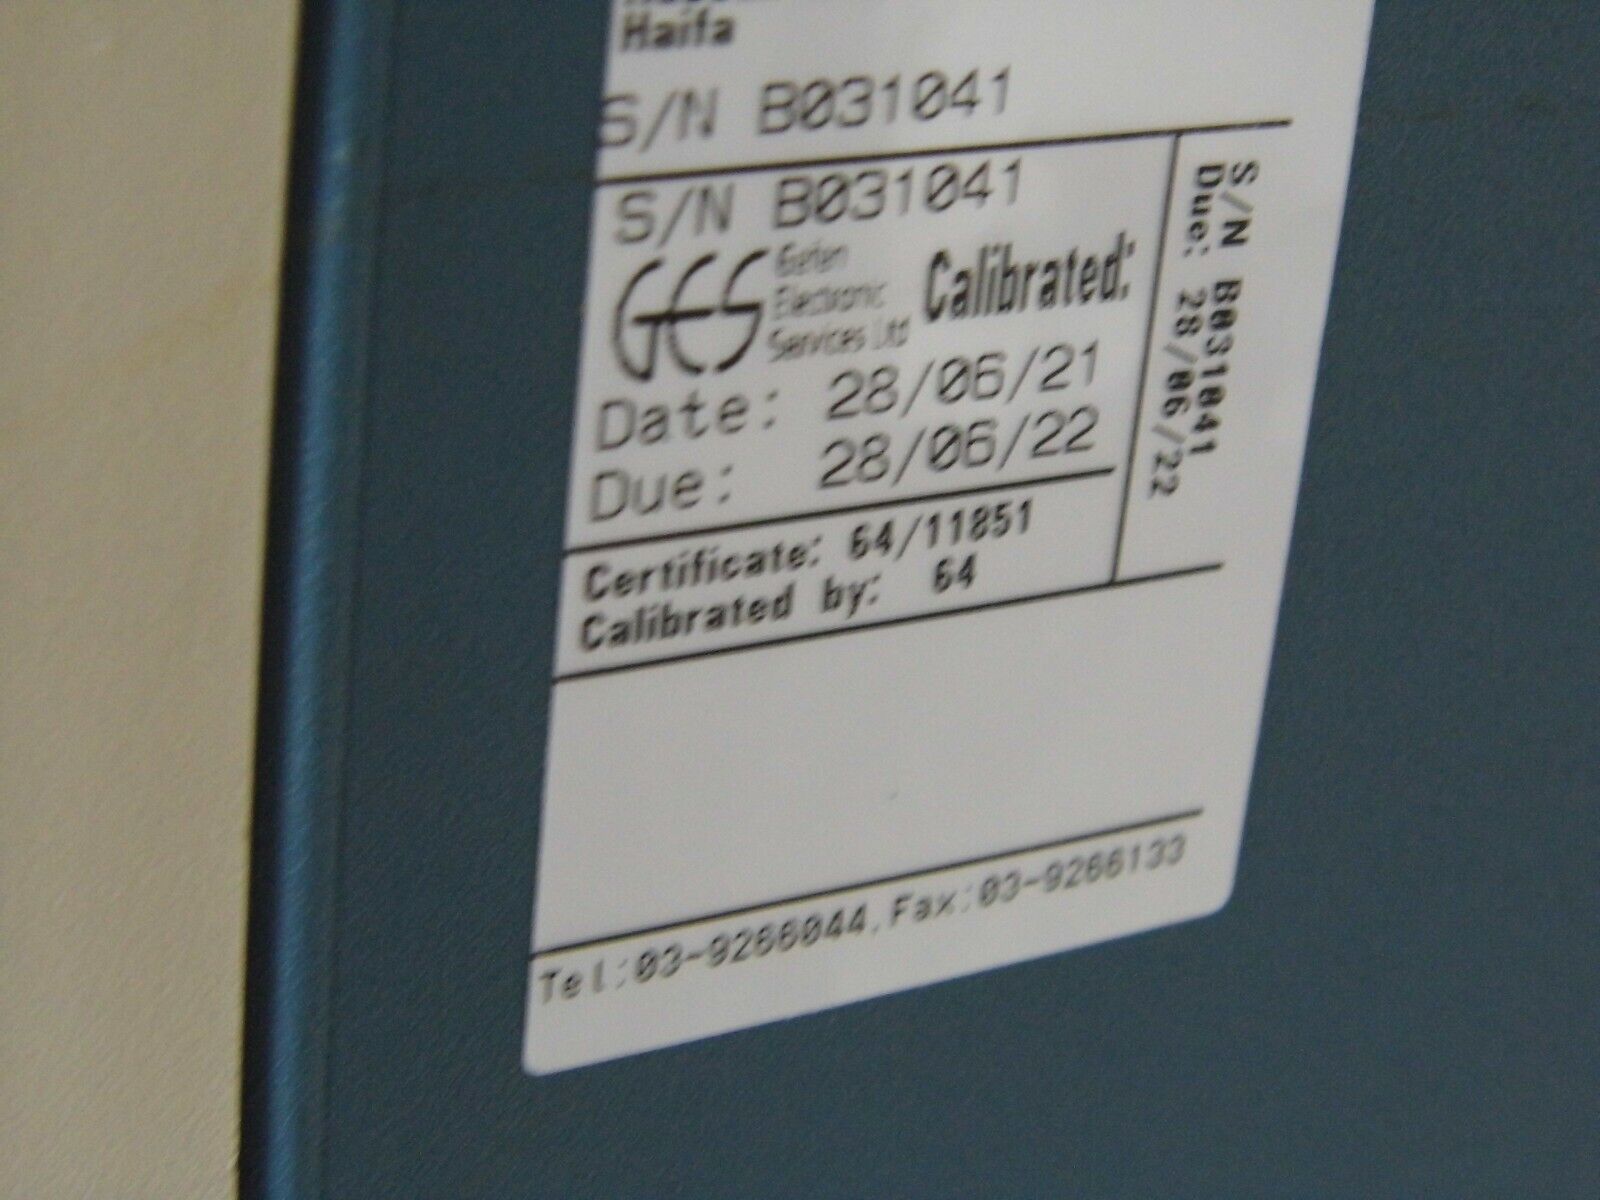 Haifa
S/N B031041
S/N B031041
GES
Electronic
Services Ltd
Calibrated:
Date: 28/06/21
Due: 28/06/22
Certificate: 64/11851
Calibrated by: 64
S/N B031041
Due: 28/06/22
Tel:03-9266044,Fax:03-9266133